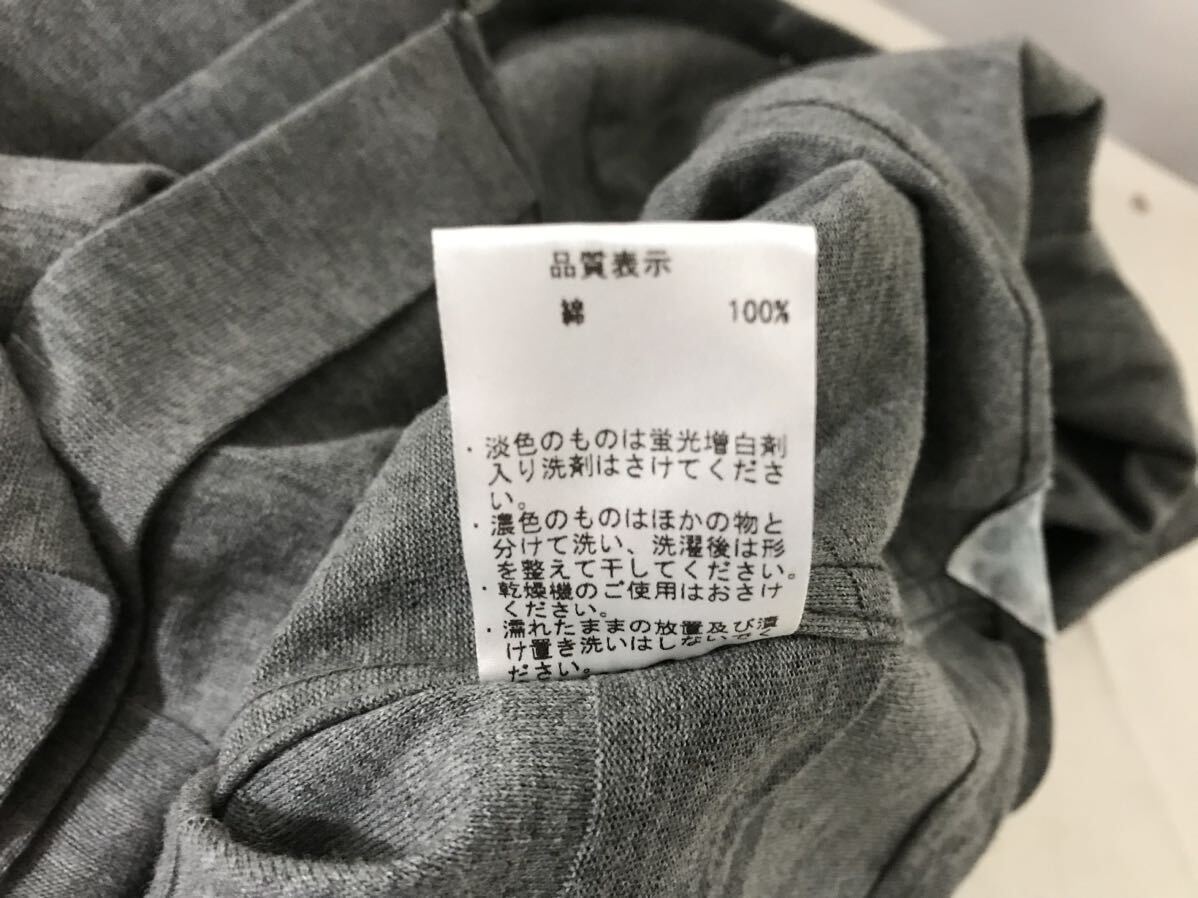 品質表示
綿 100%
・淡色のものは蛍光増白剤
入り洗剤はさけてくださ
い。
・濃色のものはほかの物と
分けて洗い、洗濯後は形
を整えて干してください。
・乾燥機のご使用はおさけ
ください。
・濡れたままの放置及び漬
け置き洗いはしないでく
ださい。